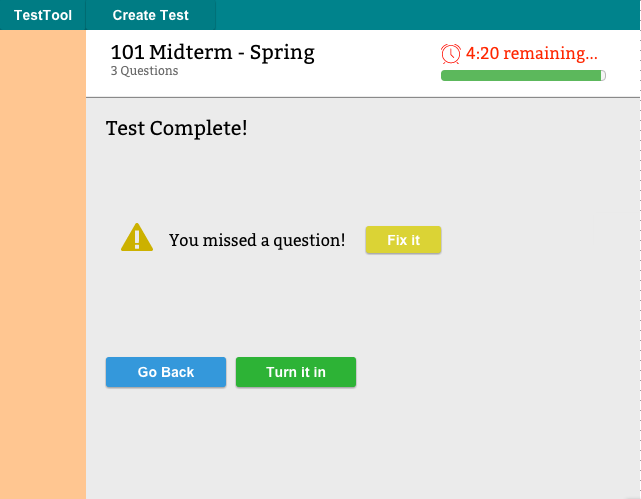 TestTool Create Test
101 Midterm - Spring
3 Questions
4:20 remaining...
Test Complete!
You missed a question! Fix it
Go Back Turn it in